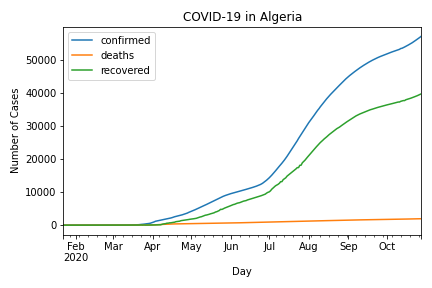 COVID-19 in Algeria
confirmed
deaths
recovered
Number of Cases
50000
40000
30000
20000
10000
0
Feb Mar Apr May Jun Jul Aug Sep Oct
2020
Day